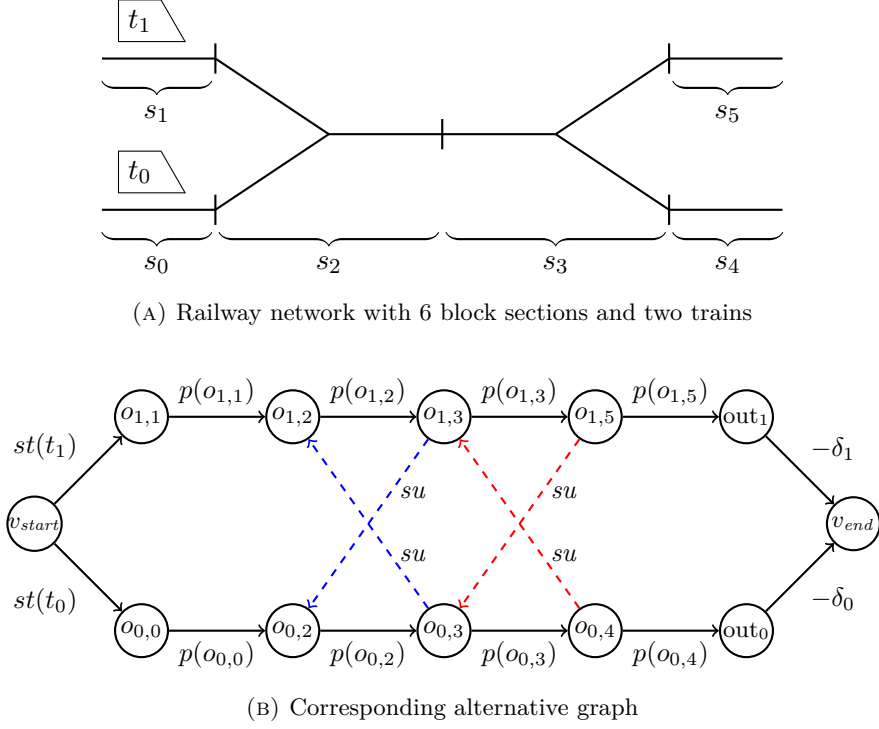 t₁
s₁ s₅
t₀
s₀ s₂ s₃ s₄
(A) Railway network with 6 block sections and two trains
p(o₁,₁) p(o₁,₂) p(o₁,₃) p(o₁,₅)
o₁,₁ o₁,₂ o₁,₃ o₁,₅ out₁
st(t₁) −δ₁
su su
v_start v_end
su su
st(t₀) −δ₀
o₀,₀ o₀,₂ o₀,₃ o₀,₄ out₀
p(o₀,₀) p(o₀,₂) p(o₀,₃) p(o₀,₄)
(B) Corresponding alternative graph